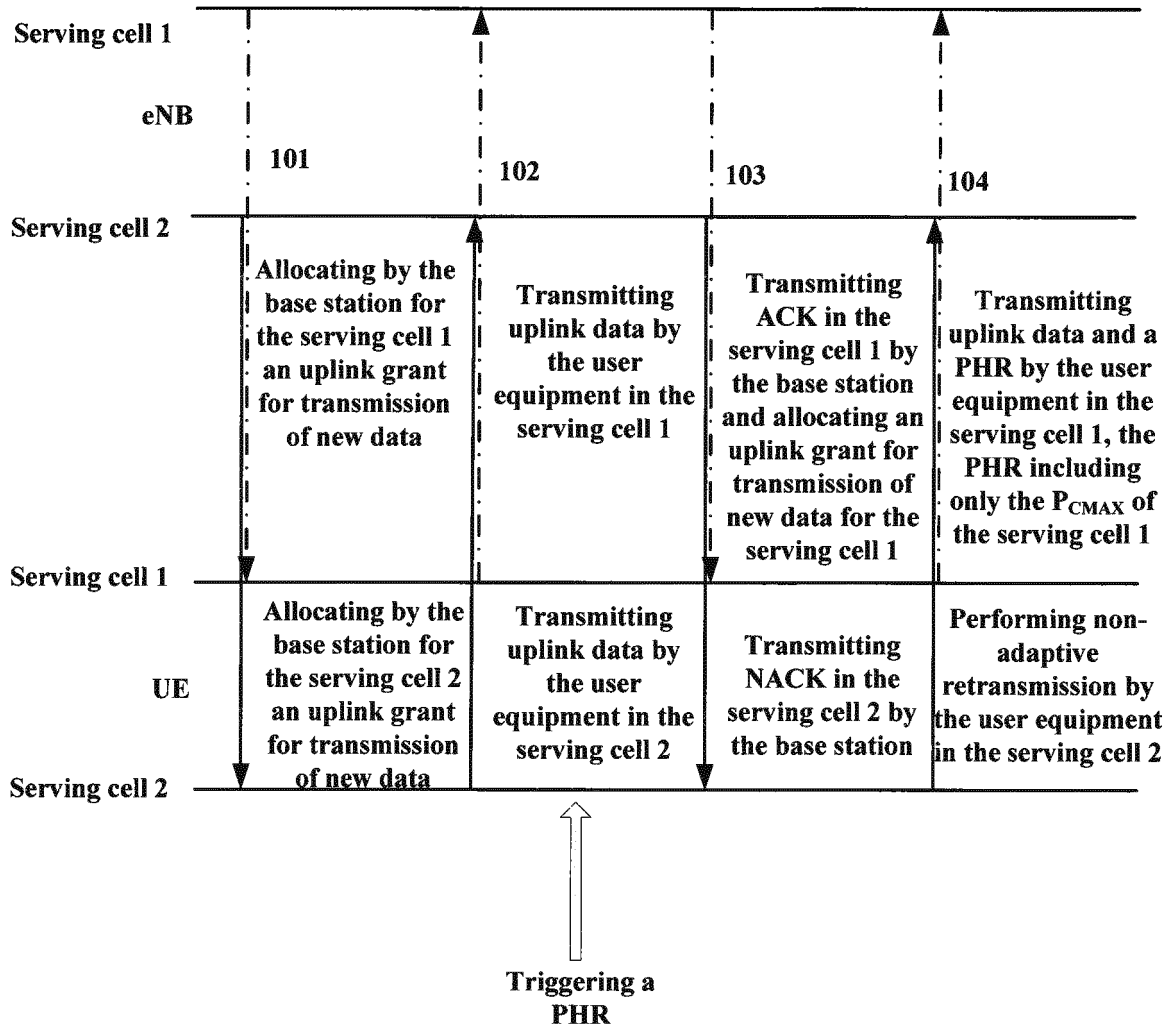 Serving cell 1
eNB
101
102
103
104
Serving cell 2
Allocating by the
base station for
the serving cell 1
an uplink grant
for transmission
of new data
Transmitting
uplink data by
the user
equipment in the
serving cell 1
Transmitting
ACK in the
serving cell 1 by
the base station
and allocating an
uplink grant for
transmission of
new data for the
serving cell 1
Transmitting
uplink data and a
PHR by the user
equipment in the
serving cell 1, the
PHR including
only the PCMAX of
the serving cell 1
Serving cell 1
UE
Allocating by the
base station for
the serving cell 2
an uplink grant
for transmission
of new data
Transmitting
uplink data by
the user
equipment in the
serving cell 2
Transmitting
NACK in the
serving cell 2 by
the base station
Performing non-
adaptive
retransmission by
the user equipment
in the serving cell 2
Serving cell 2
Triggering a
PHR